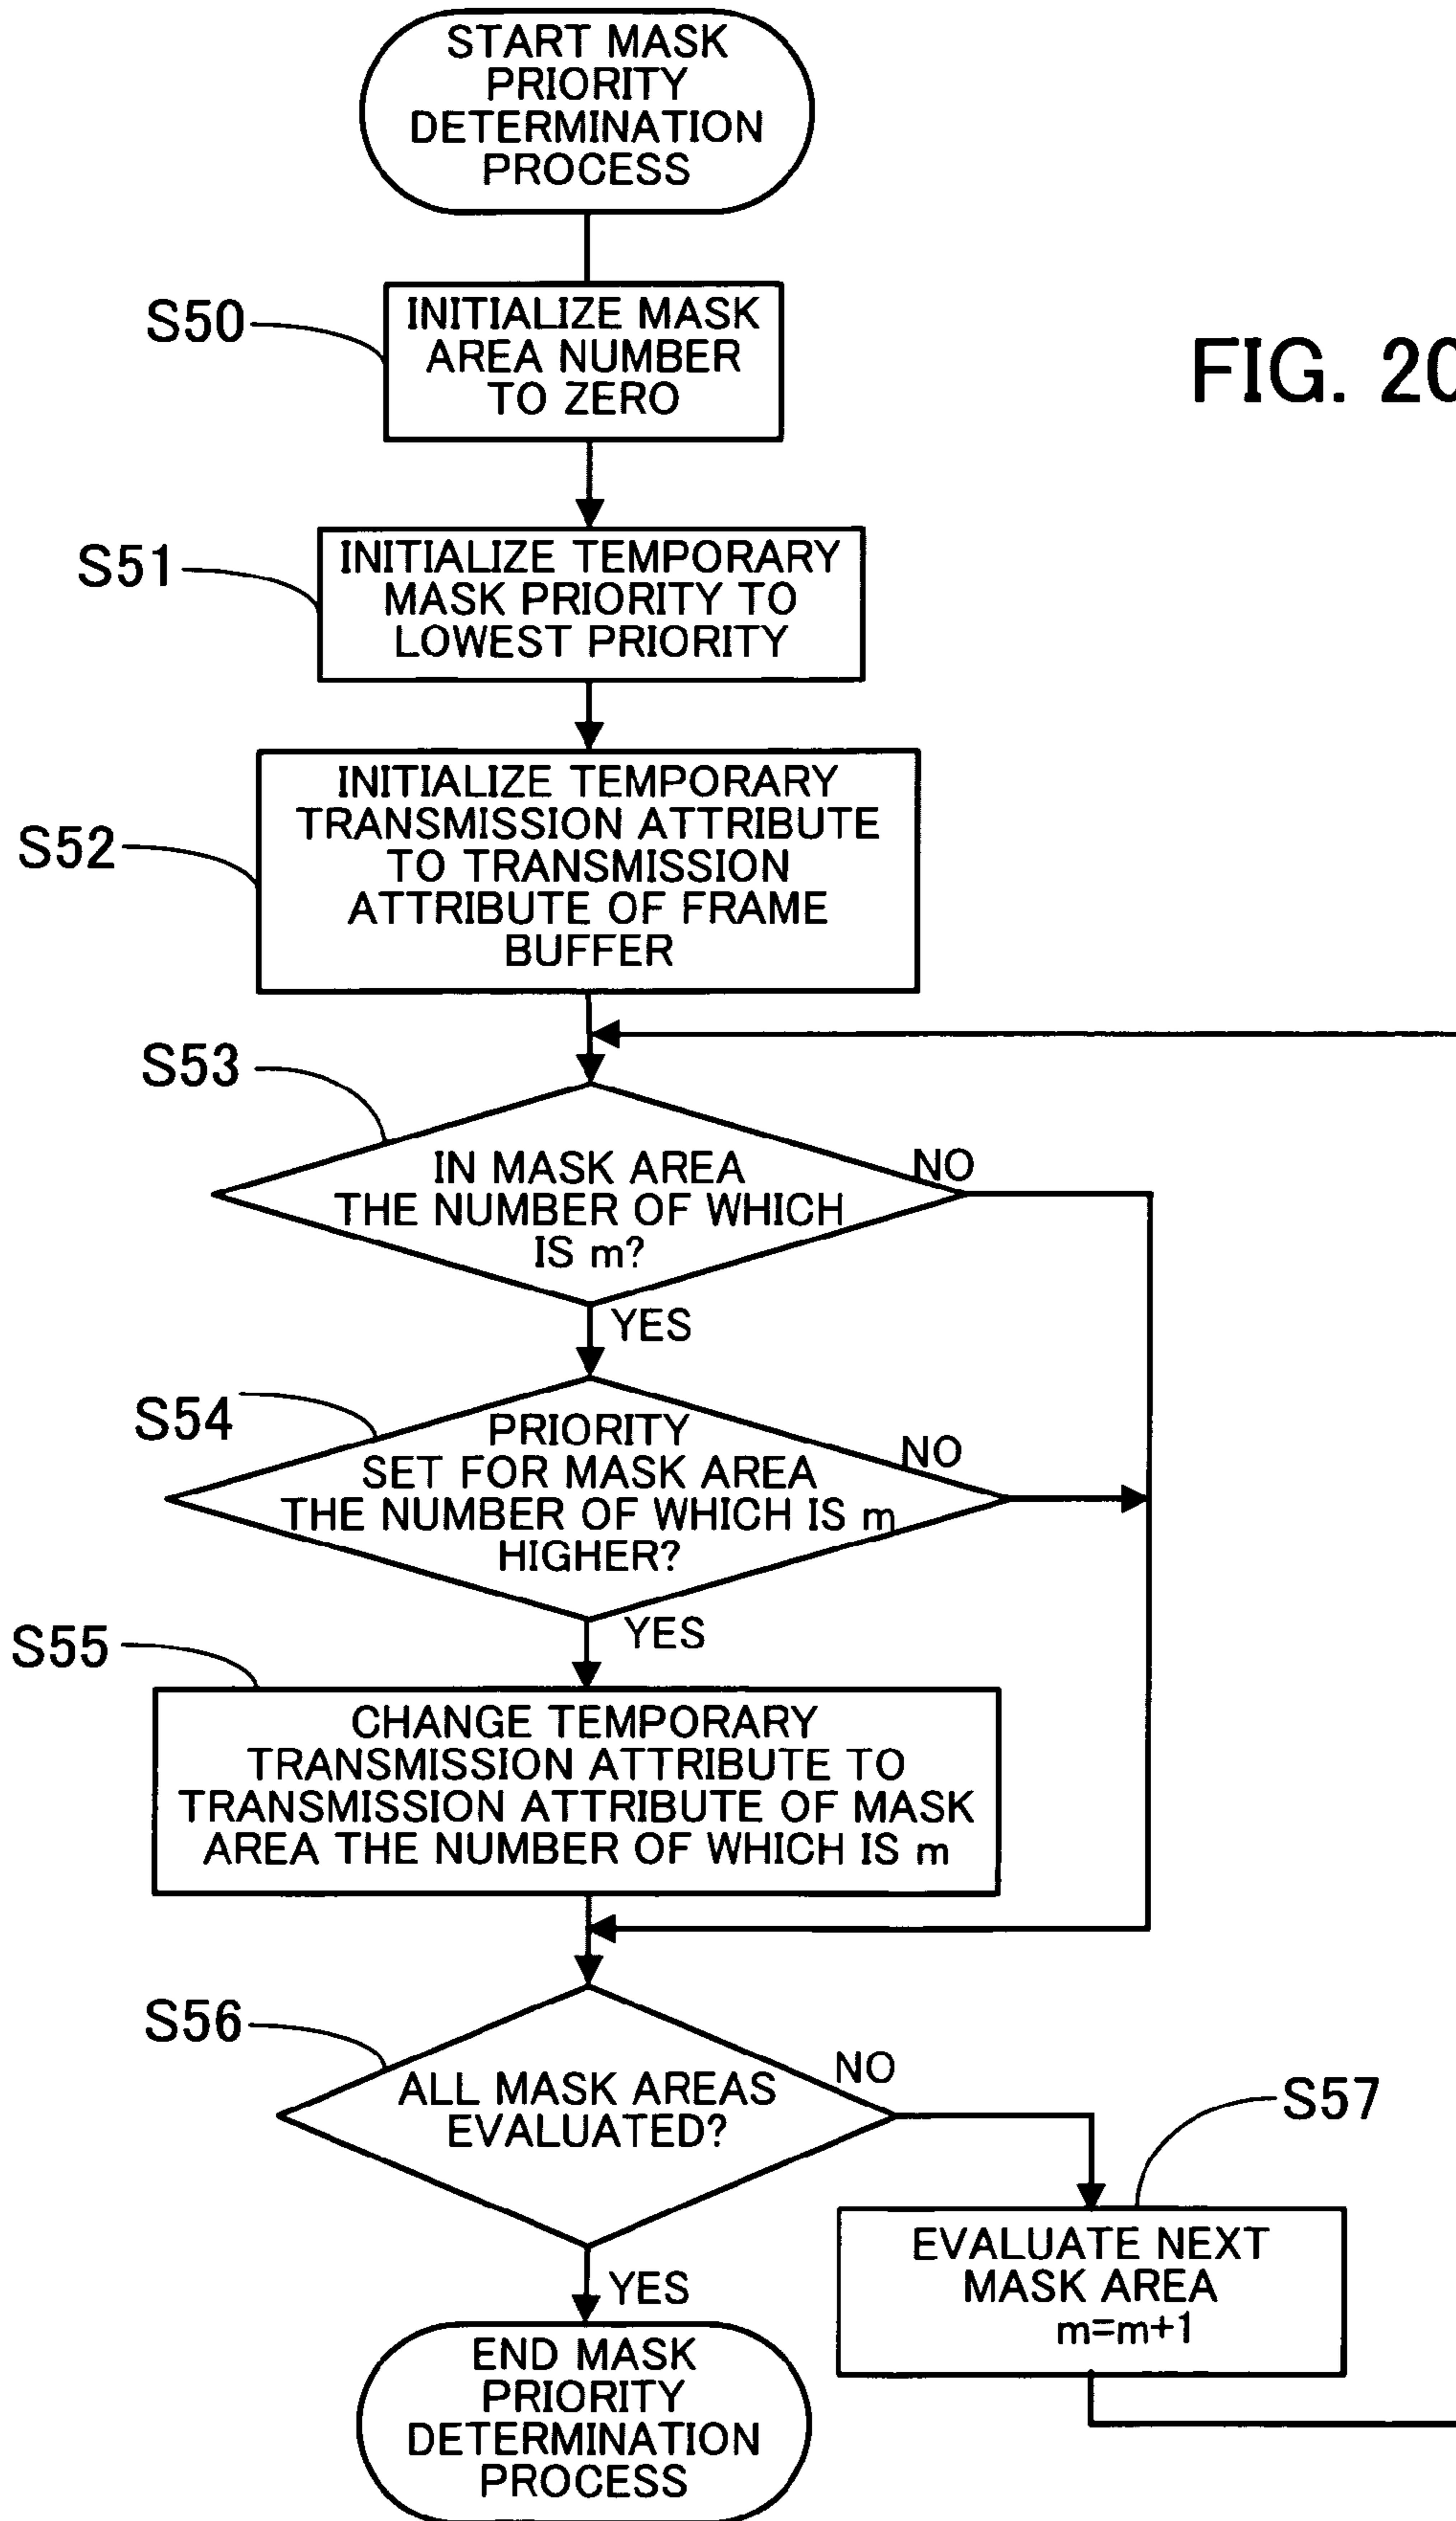 START MASK
PRIORITY
DETERMINATION
PROCESS
S50
INITIALIZE MASK
AREA NUMBER
TO ZERO
FIG. 20
S51
INITIALIZE TEMPORARY
MASK PRIORITY TO
LOWEST PRIORITY
S52
INITIALIZE TEMPORARY
TRANSMISSION ATTRIBUTE
TO TRANSMISSION
ATTRIBUTE OF FRAME
BUFFER
S53
IN MASK AREA
THE NUMBER OF WHICH
IS m?
NO
YES
S54
PRIORITY
SET FOR MASK AREA
THE NUMBER OF WHICH IS m
HIGHER?
NO
YES
S55
CHANGE TEMPORARY
TRANSMISSION ATTRIBUTE TO
TRANSMISSION ATTRIBUTE OF MASK
AREA THE NUMBER OF WHICH IS m
S56
ALL MASK AREAS
EVALUATED?
NO
S57
EVALUATE NEXT
MASK AREA
m=m+1
YES
END MASK
PRIORITY
DETERMINATION
PROCESS